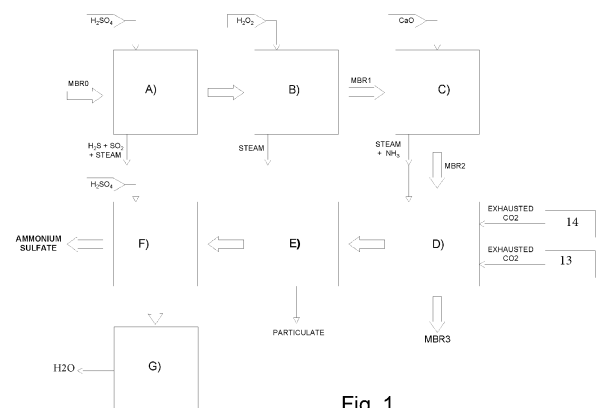 H₂SO₄
H₂O₂
CaO
MBR0
A)
B)
MBR1
C)
H₂S + SO₂
+ STEAM
STEAM
STEAM
+ NH₃
MBR2
H₂SO₄
EXHAUSTED
CO2
14
AMMONIUM
SULFATE
F)
E)
D)
EXHAUSTED
CO2
13
PARTICULATE
MBR3
H2O
G)
Fig. 1